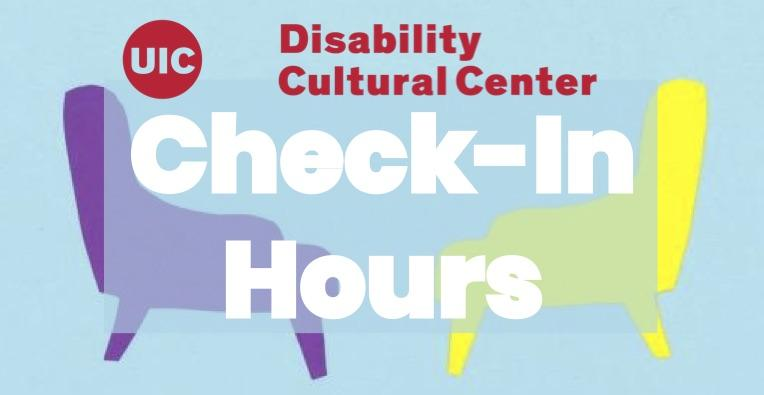 UIC
Disability
Cultural Center
Check-In
Hours